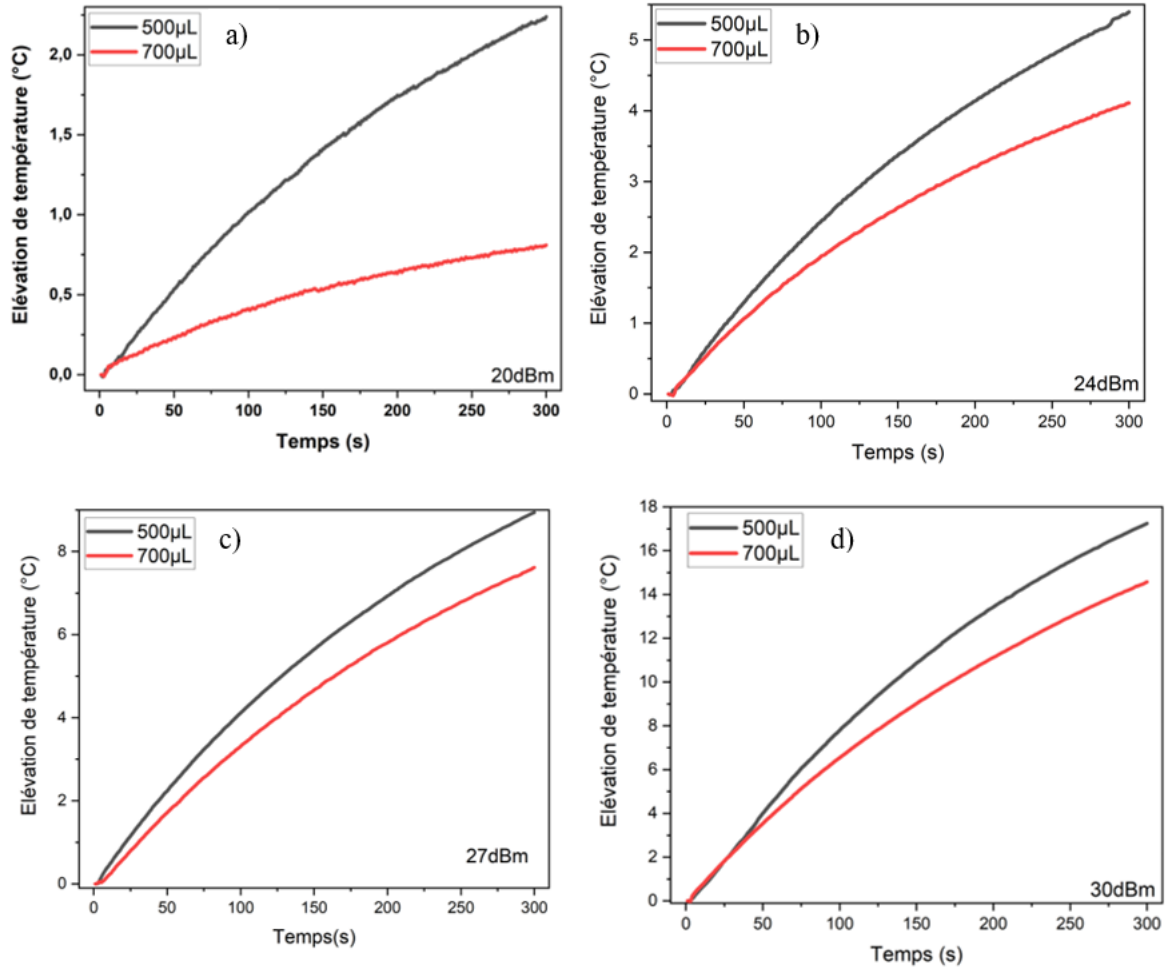 500µL
700µL
a)
Elévation de température (°C)
2,0
1,5
1,0
0,5
0,0
20dBm
0 50 100 150 200 250 300
Temps (s)
500µL
700µL
b)
Elévation de température (°C)
5
4
3
2
1
0
24dBm
0 50 100 150 200 250 300
Temps (s)
500µL
700µL
c)
Elévation de température (°C)
8
6
4
2
0
27dBm
0 50 100 150 200 250 300
Temps(s)
500µL
700µL
d)
Elévation de température (°C)
18
16
14
12
10
8
6
4
2
0
30dBm
0 50 100 150 200 250 300
Temps (s)